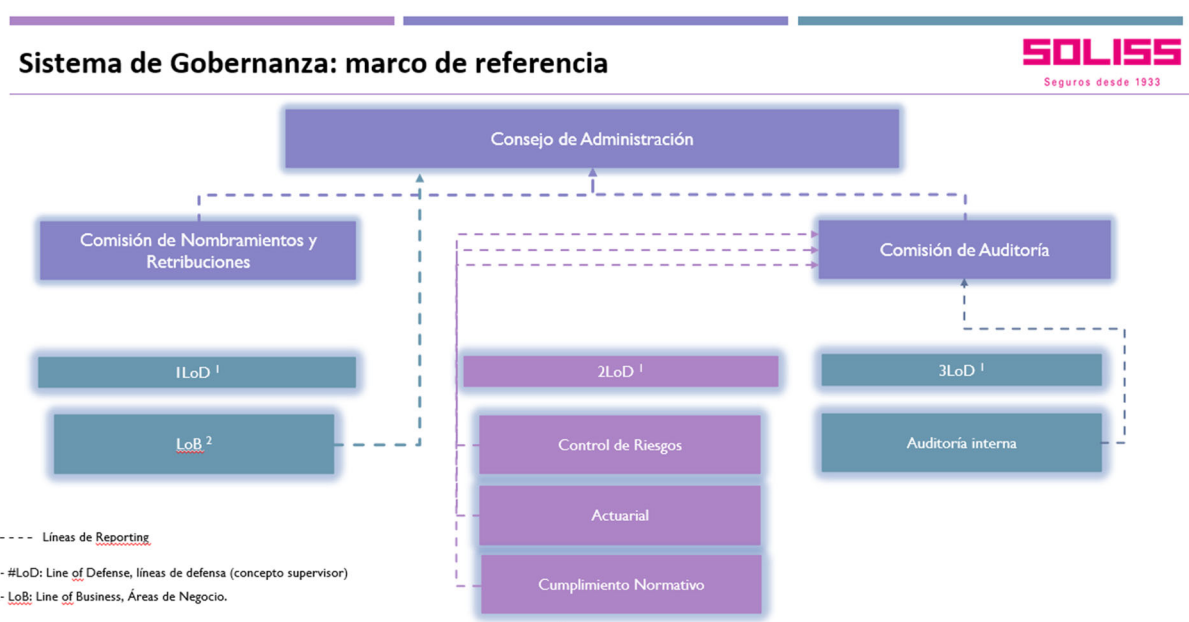 Sistema de Gobernanza: marco de referencia
SOLISS
Seguros desde 1933
Consejo de Administración
Comisión de Nombramientos y
Retribuciones
Comisión de Auditoría
1LoD 1
2LoD 1
3LoD 1
LoB 2
Control de Riesgos
Auditoría interna
Actuarial
Cumplimiento Normativo
Líneas de Reporting
- #LoD: Line of Defense, líneas de defensa (concepto supervisor)
- LoB: Line of Business, Áreas de Negocio.